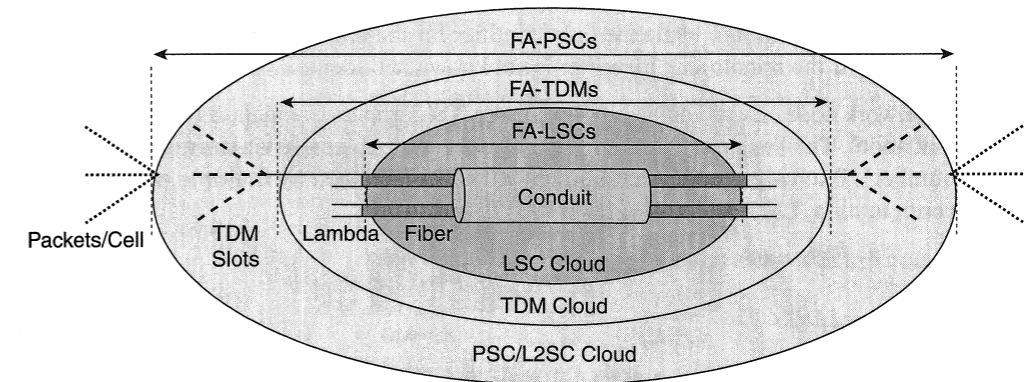 FA-PSCs
FA-TDMs
FA-LSCs
Conduit
Packets/Cell
TDM
Slots
Lambda
Fiber
LSC Cloud
TDM Cloud
PSC/L2SC Cloud